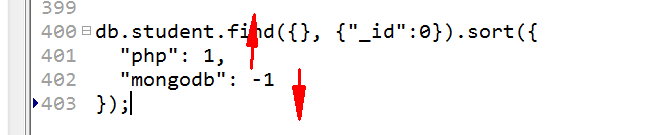 399
400 db.student.find({}, {"_id":0}).sort({
401 "php": 1,
402 "mongodb": -1
403 });